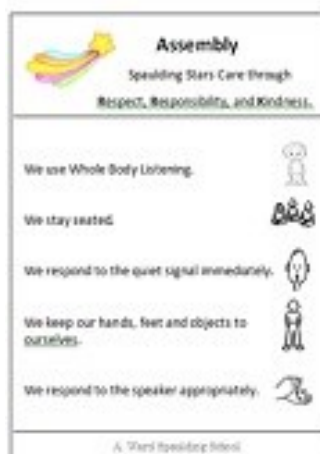 Assembly
Spaulding Stars Care through
Respect, Responsibility, and Kindness.
We use Whole Body Listening.
We stay seated.
We respond to the quiet signal immediately.
We keep our hands, feet and objects to
ourselves.
We respond to the speaker appropriately.
A. Ward Spaulding School